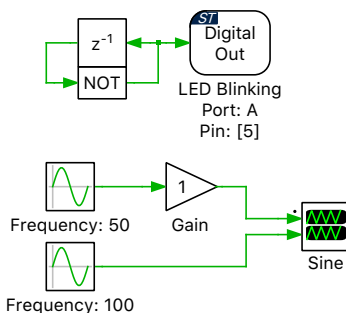 ST
z-1
NOT
Digital
Out
LED Blinking
Port: A
Pin: [5]
1
Frequency: 50
Gain
Sine
Frequency: 100